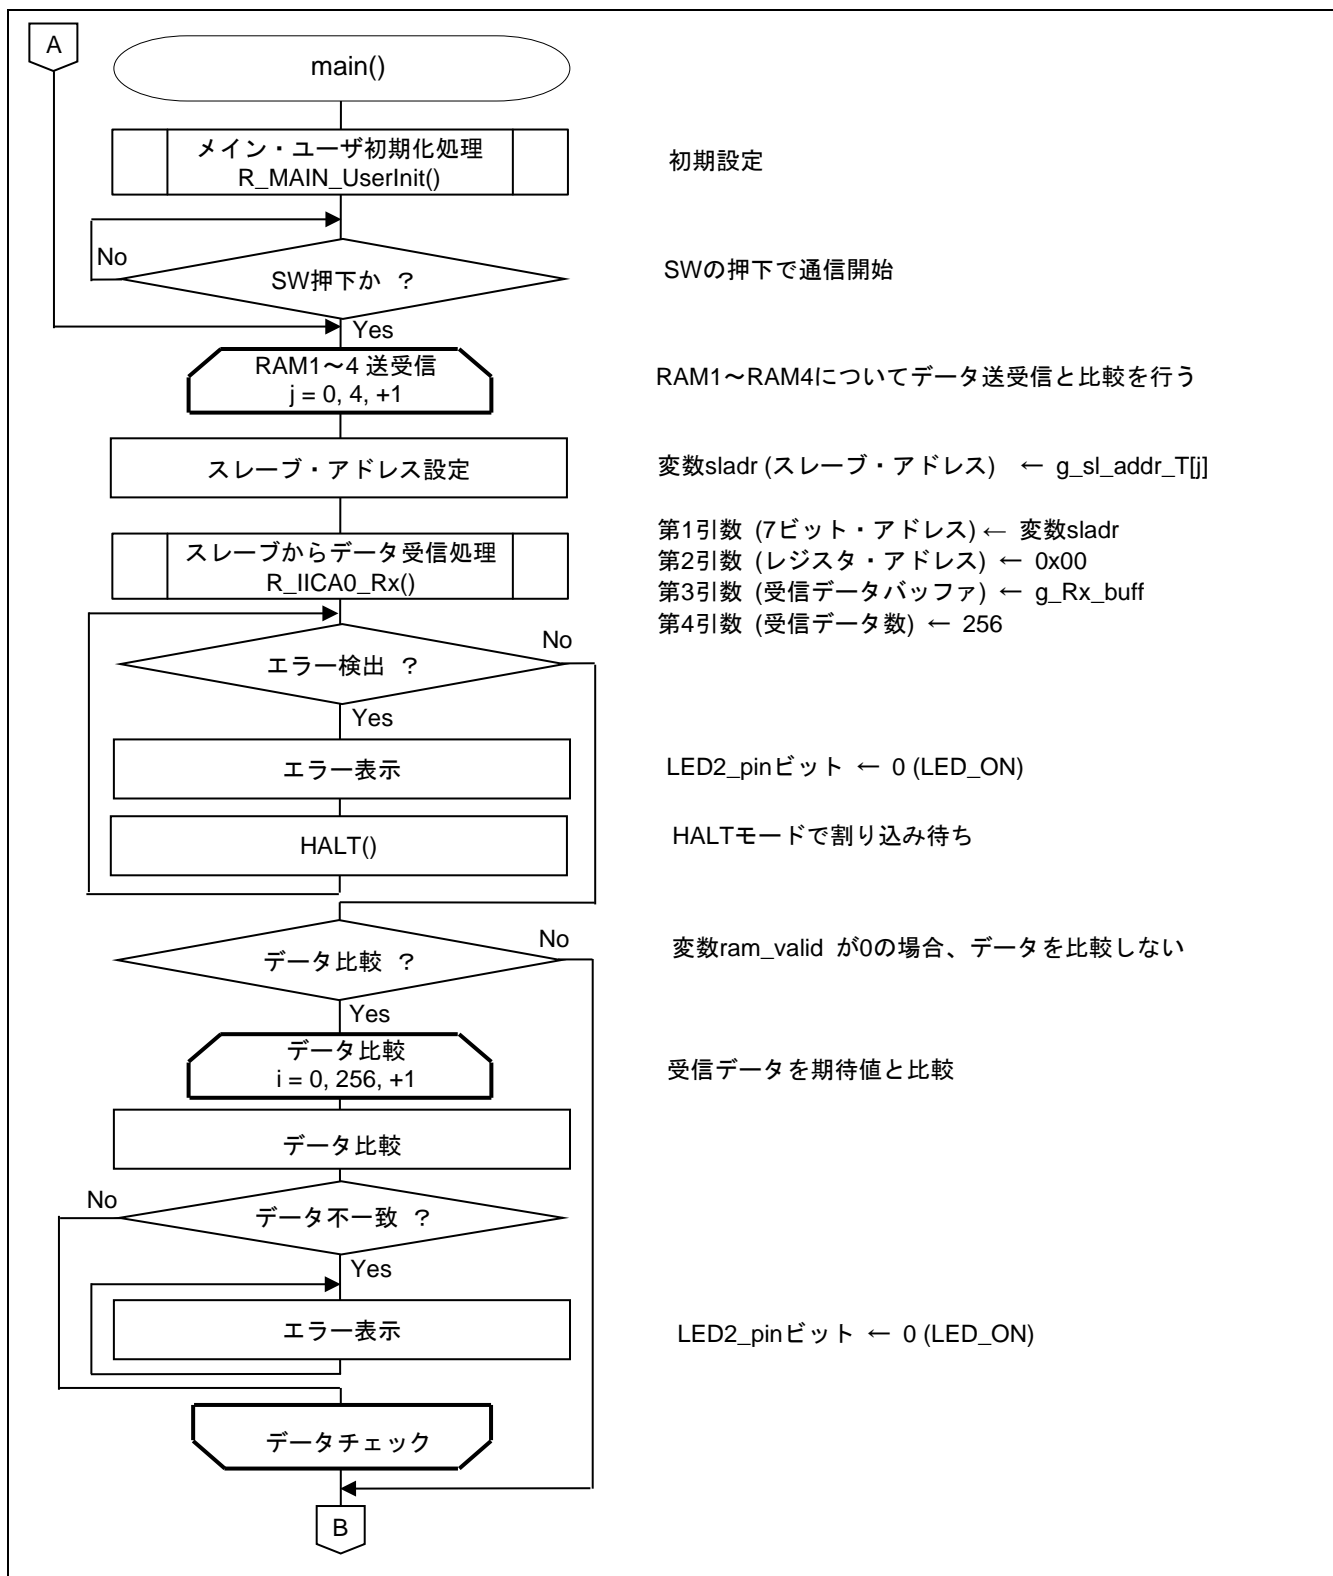 A
main()
メイン・ユーザ初期化処理
R_MAIN_UserInit()
初期設定
No
SW押下か ？
SWの押下で通信開始
Yes
RAM1～4 送受信
j = 0, 4, +1
RAM1～RAM4についてデータ送受信と比較を行う
スレーブ・アドレス設定
変数sladr (スレーブ・アドレス) ← g_sl_addr_T[j]
スレーブからデータ受信処理
R_IICA0_Rx()
第1引数 (7ビット・アドレス) ← 変数sladr
第2引数 (レジスタ・アドレス) ← 0x00
第3引数 (受信データバッファ) ← g_Rx_buff
第4引数 (受信データ数) ← 256
No
エラー検出 ？
Yes
エラー表示
LED2_pinビット ← 0 (LED_ON)
HALT()
HALTモードで割り込み待ち
No
データ比較 ？
変数ram_valid が0の場合、データを比較しない
Yes
データ比較
i = 0, 256, +1
受信データを期待値と比較
データ比較
No
データ不一致 ？
Yes
エラー表示
LED2_pinビット ← 0 (LED_ON)
データチェック
B